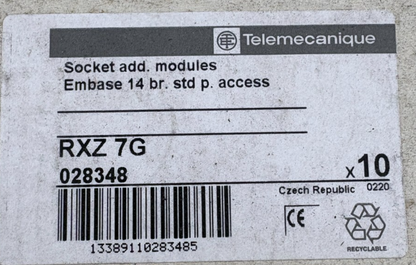 Telemecanique
Socket add. modules
Embase 14 br. std p. access
RXZ 7G
028348
x10
Czech Republic 0220
CE
13389110283485
RECYCLABLE